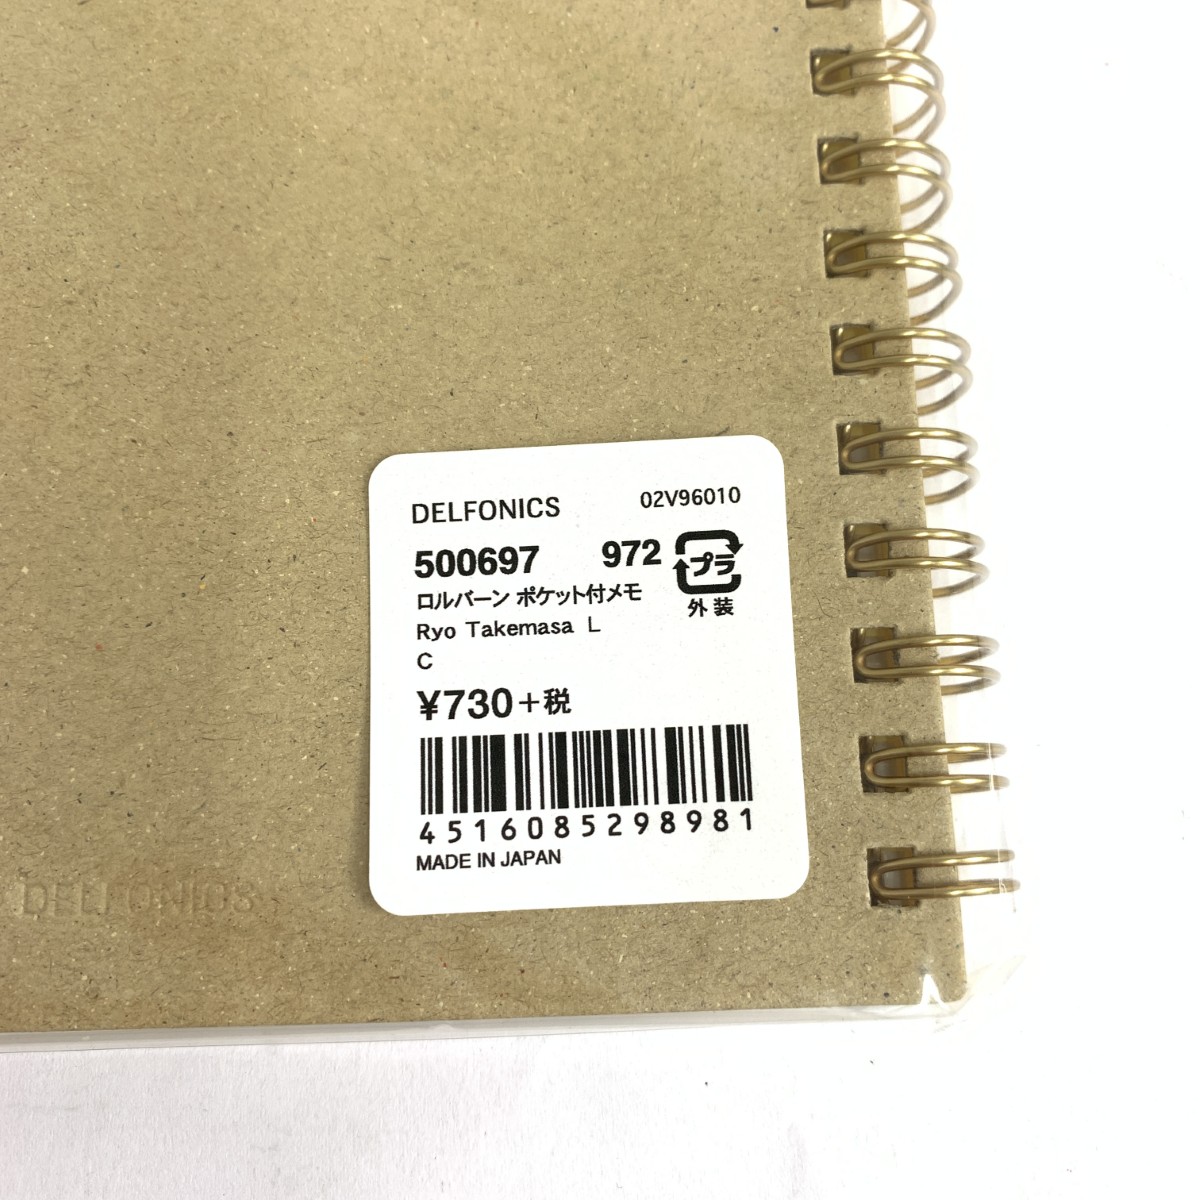 DELFONICS 02V96010
500697 972 プラ
ロルバーン ポケット付メモ 外装
Ryo Takemasa L
C
¥730+税
4516085298981
MADE IN JAPAN
DELFONICS